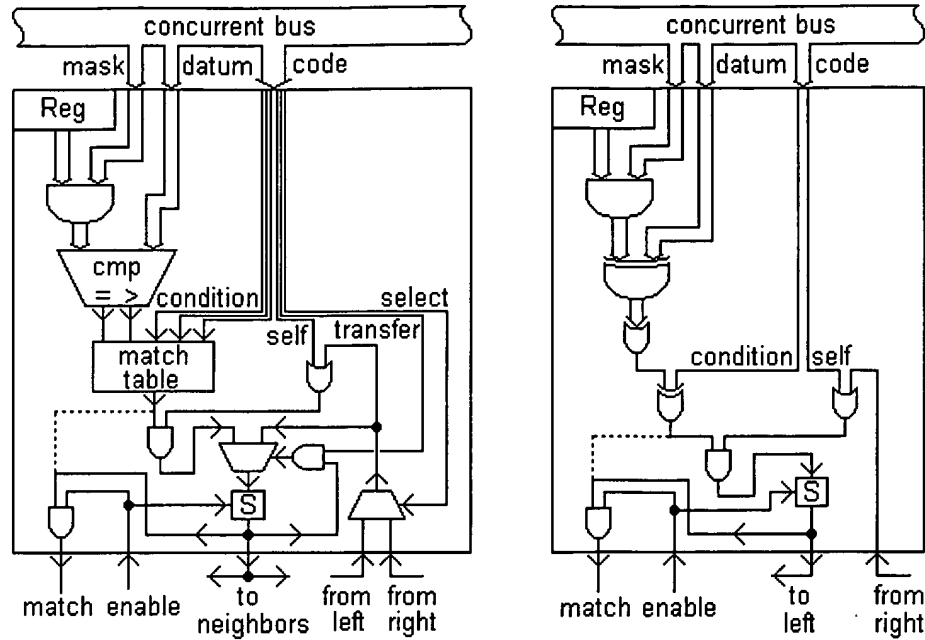 concurrent bus
mask datum code
Reg
cmp
= >
condition
select
self
transfer
match
table
S
match enable
to
neighbors
from
left
from
right
concurrent bus
mask datum code
Reg
condition self
S
match enable
to
left
from
right